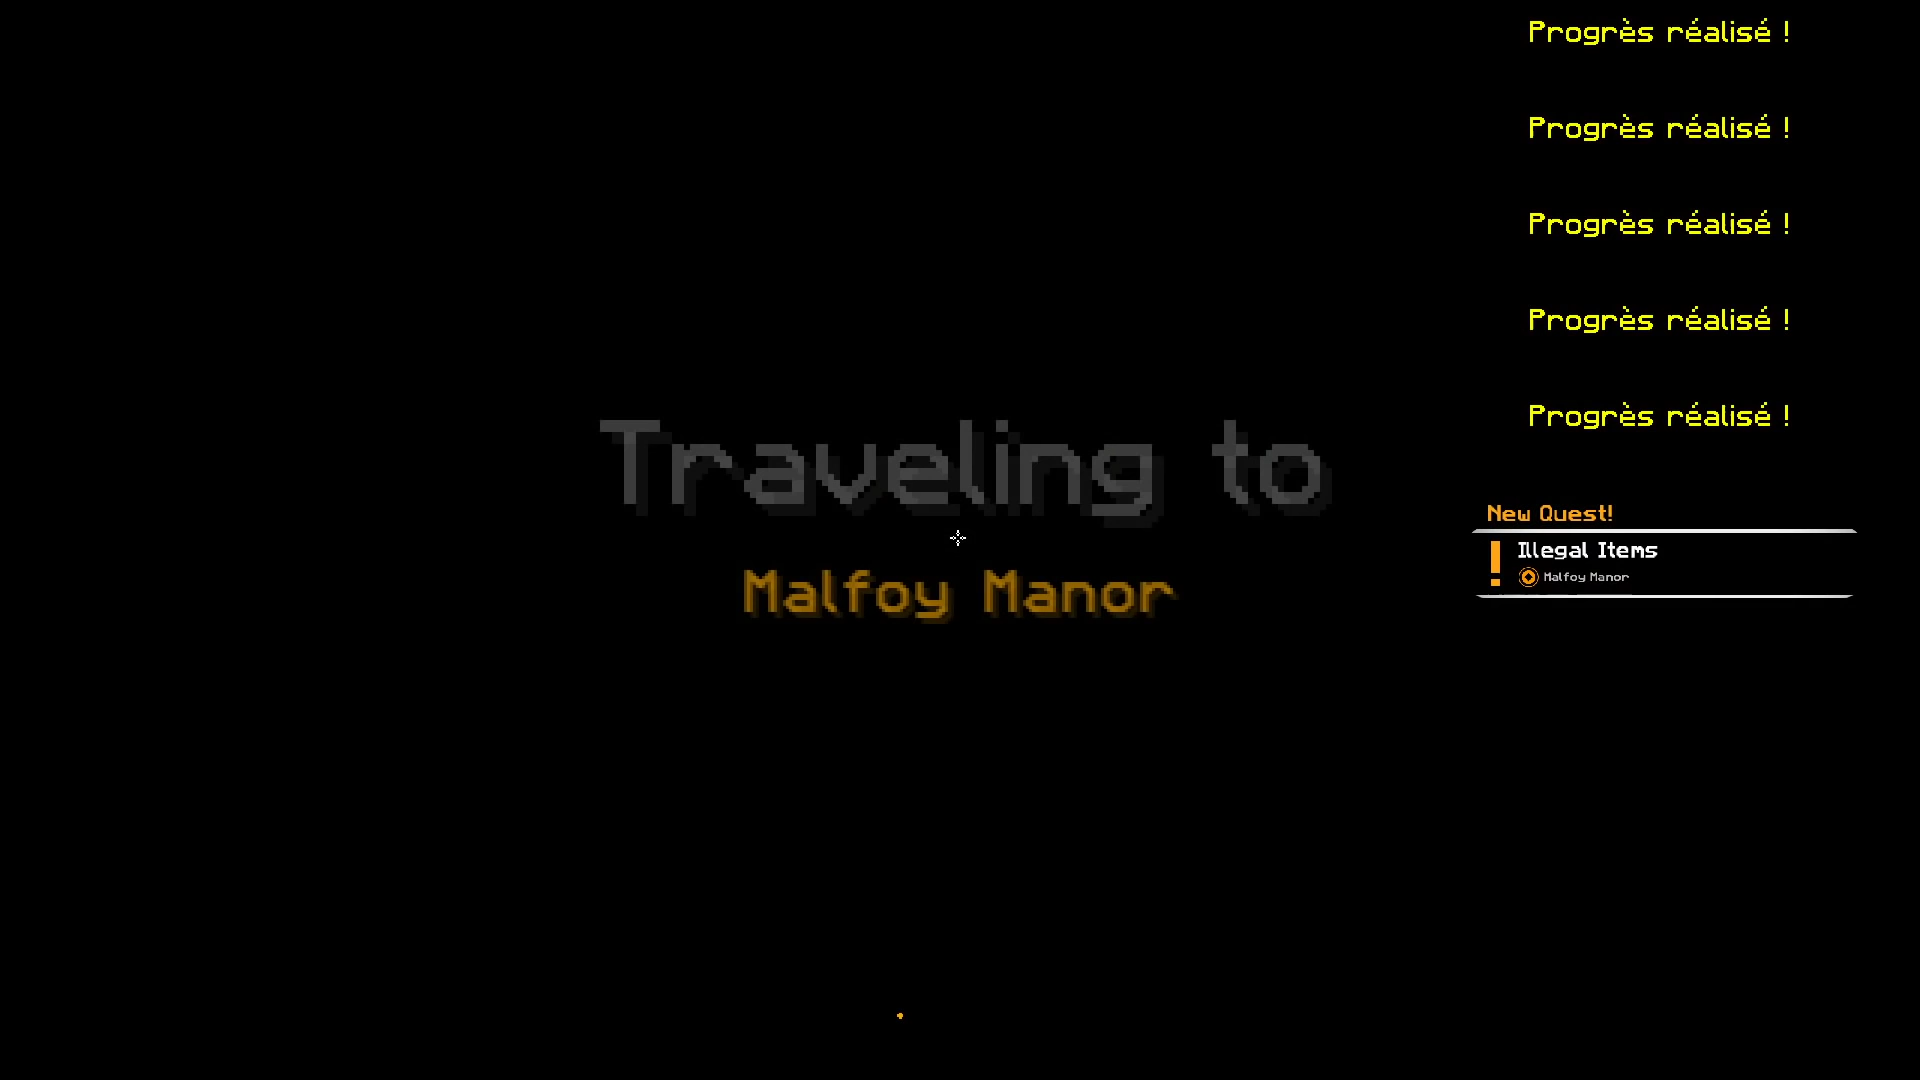 Progrès réalisé !
Progrès réalisé !
Progrès réalisé !
Progrès réalisé !
Progrès réalisé !
Traveling to
Malfoy Manor
New Quest!
Illegal Items
Malfoy Manor